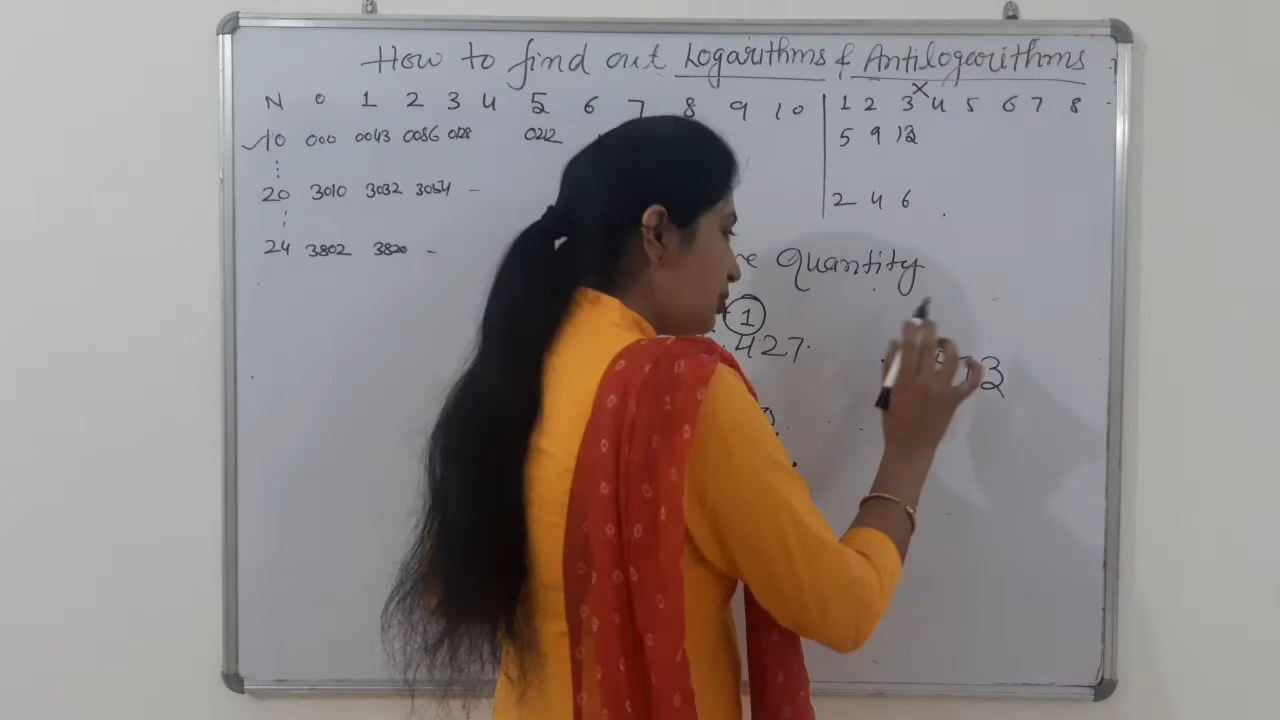 How to find out Logarithms & Antilogarithms
N 0 1 2 3 4 5 6 7 8 9 10 1 2 3 4 5 6 7 8
10 000 0043 0086 0128 0212 5 9 13
20 3010 3032 3054 - 2 4 6
24 3802 3820 -
Quantity
1
427
3